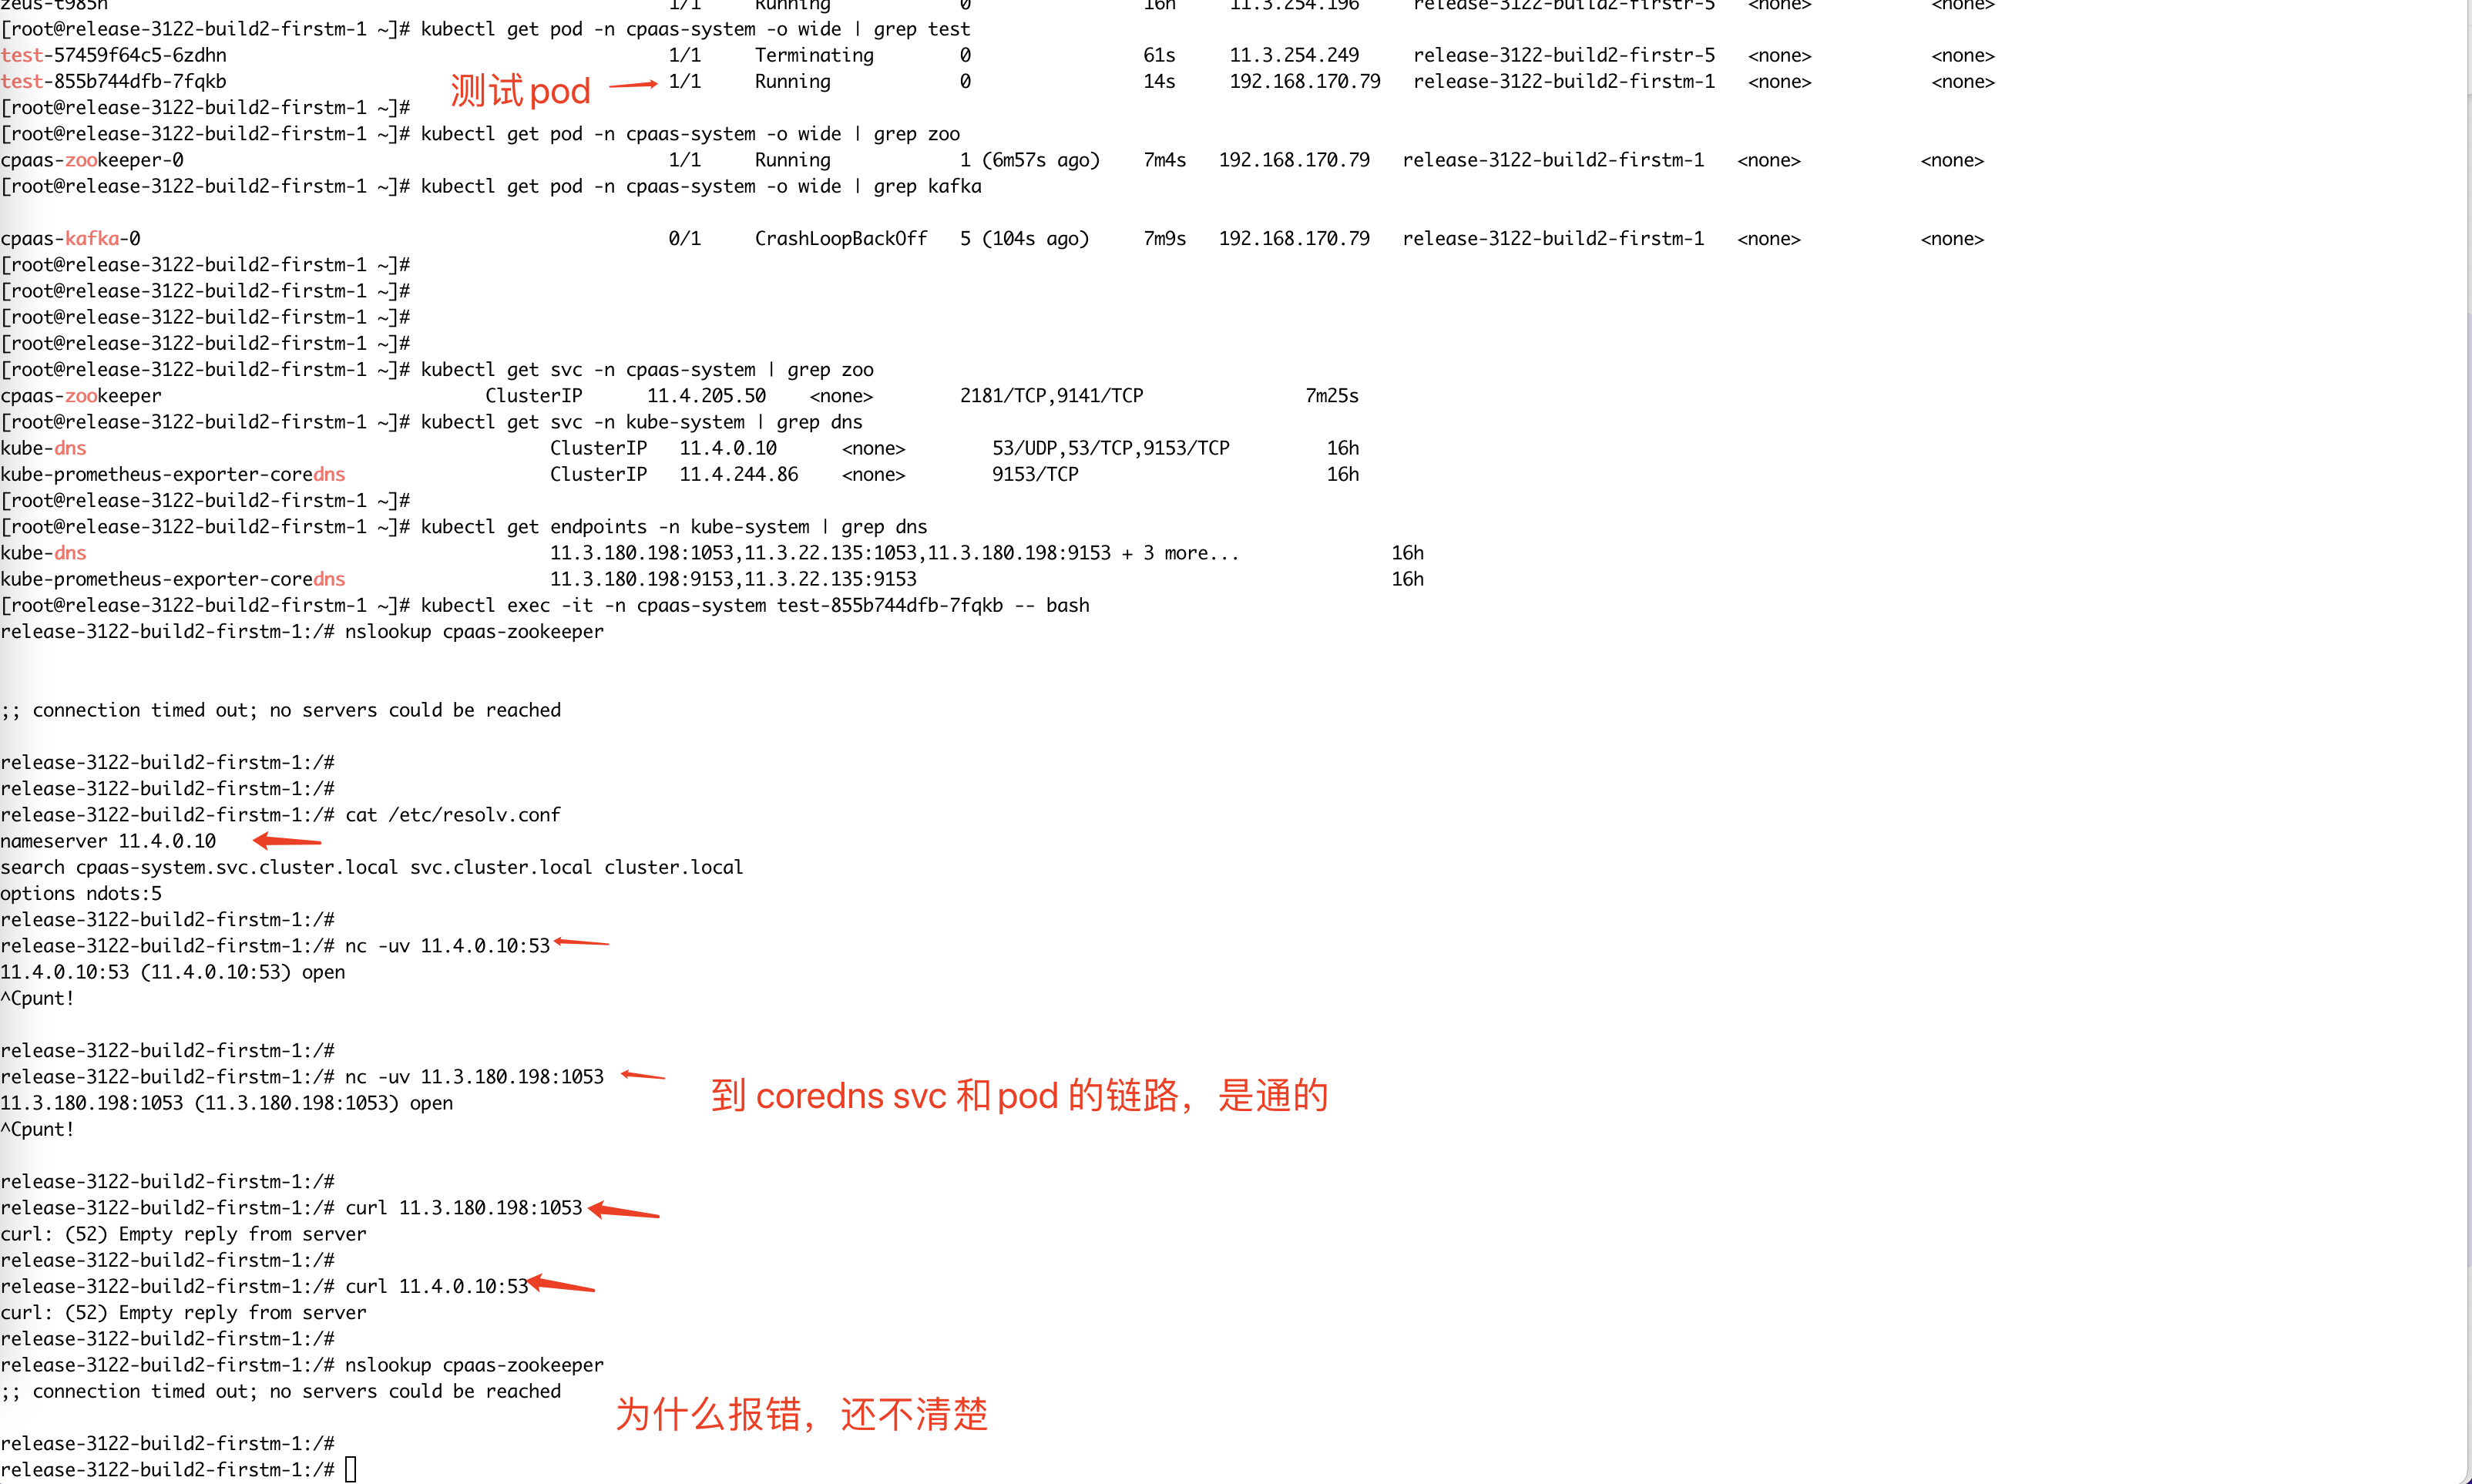 zeus-t985n 1/1 Running 0 16h 11.3.254.196 release-3122-build2-firstr-5 <none> <none>
[root@release-3122-build2-firstm-1 ~]# kubectl get pod -n cpaas-system -o wide | grep test
test-57459f64c5-6zdhn 1/1 Terminating 0 61s 11.3.254.249 release-3122-build2-firstr-5 <none> <none>
test-855b744dfb-7fqkb 1/1 Running 0 14s 192.168.170.79 release-3122-build2-firstm-1 <none> <none>
测试 pod
[root@release-3122-build2-firstm-1 ~]#
[root@release-3122-build2-firstm-1 ~]# kubectl get pod -n cpaas-system -o wide | grep zoo
cpaas-zookeeper-0 1/1 Running 1 (6m57s ago) 7m4s 192.168.170.79 release-3122-build2-firstm-1 <none> <none>
[root@release-3122-build2-firstm-1 ~]# kubectl get pod -n cpaas-system -o wide | grep kafka
cpaas-kafka-0 0/1 CrashLoopBackOff 5 (104s ago) 7m9s 192.168.170.79 release-3122-build2-firstm-1 <none> <none>
[root@release-3122-build2-firstm-1 ~]#
[root@release-3122-build2-firstm-1 ~]#
[root@release-3122-build2-firstm-1 ~]#
[root@release-3122-build2-firstm-1 ~]#
[root@release-3122-build2-firstm-1 ~]# kubectl get svc -n cpaas-system | grep zoo
cpaas-zookeeper ClusterIP 11.4.205.50 <none> 2181/TCP,9141/TCP 7m25s
[root@release-3122-build2-firstm-1 ~]# kubectl get svc -n kube-system | grep dns
kube-dns ClusterIP 11.4.0.10 <none> 53/UDP,53/TCP,9153/TCP 16h
kube-prometheus-exporter-coredns ClusterIP 11.4.244.86 <none> 9153/TCP 16h
[root@release-3122-build2-firstm-1 ~]#
[root@release-3122-build2-firstm-1 ~]# kubectl get endpoints -n kube-system | grep dns
kube-dns 11.3.180.198:1053,11.3.22.135:1053,11.3.180.198:9153 + 3 more... 16h
kube-prometheus-exporter-coredns 11.3.180.198:9153,11.3.22.135:9153 16h
[root@release-3122-build2-firstm-1 ~]# kubectl exec -it -n cpaas-system test-855b744dfb-7fqkb -- bash
release-3122-build2-firstm-1:/# nslookup cpaas-zookeeper
;; connection timed out; no servers could be reached
release-3122-build2-firstm-1:/#
release-3122-build2-firstm-1:/#
release-3122-build2-firstm-1:/# cat /etc/resolv.conf
nameserver 11.4.0.10
search cpaas-system.svc.cluster.local svc.cluster.local cluster.local
options ndots:5
release-3122-build2-firstm-1:/#
release-3122-build2-firstm-1:/# nc -uv 11.4.0.10:53
11.4.0.10:53 (11.4.0.10:53) open
^Cpunt!
release-3122-build2-firstm-1:/#
release-3122-build2-firstm-1:/# nc -uv 11.3.180.198:1053
到 coredns svc 和 pod 的链路，是通的
11.3.180.198:1053 (11.3.180.198:1053) open
^Cpunt!
release-3122-build2-firstm-1:/#
release-3122-build2-firstm-1:/# curl 11.3.180.198:1053
curl: (52) Empty reply from server
release-3122-build2-firstm-1:/#
release-3122-build2-firstm-1:/# curl 11.4.0.10:53
curl: (52) Empty reply from server
release-3122-build2-firstm-1:/#
release-3122-build2-firstm-1:/# nslookup cpaas-zookeeper
;; connection timed out; no servers could be reached
为什么报错，还不清楚
release-3122-build2-firstm-1:/#
release-3122-build2-firstm-1:/#